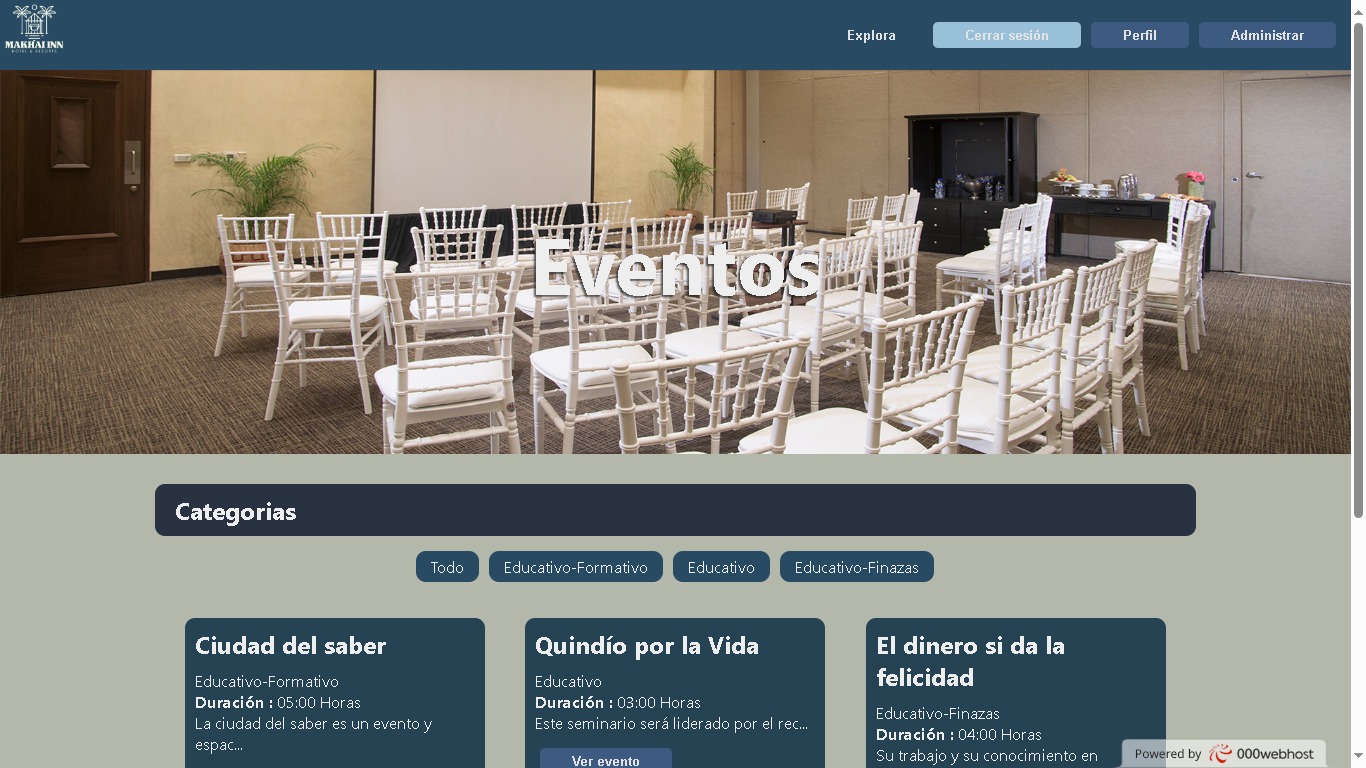 MAKHAI INN
HOTEL & RESORTS
Explora
Cerrar sesión
Perfil
Administrar
Eventos
Categorias
Todo
Educativo-Formativo
Educativo
Educativo-Finazas
Ciudad del saber
Educativo-Formativo
Duración : 05:00 Horas
La ciudad del saber es un evento y
espac...
Quindío por la Vida
Educativo
Duración : 03:00 Horas
Este seminario será liderado por el rec...
Ver evento
El dinero si da la
felicidad
Educativo-Finazas
Duración : 04:00 Horas
Su trabajo y su conocimiento en
Powered by 000webhost